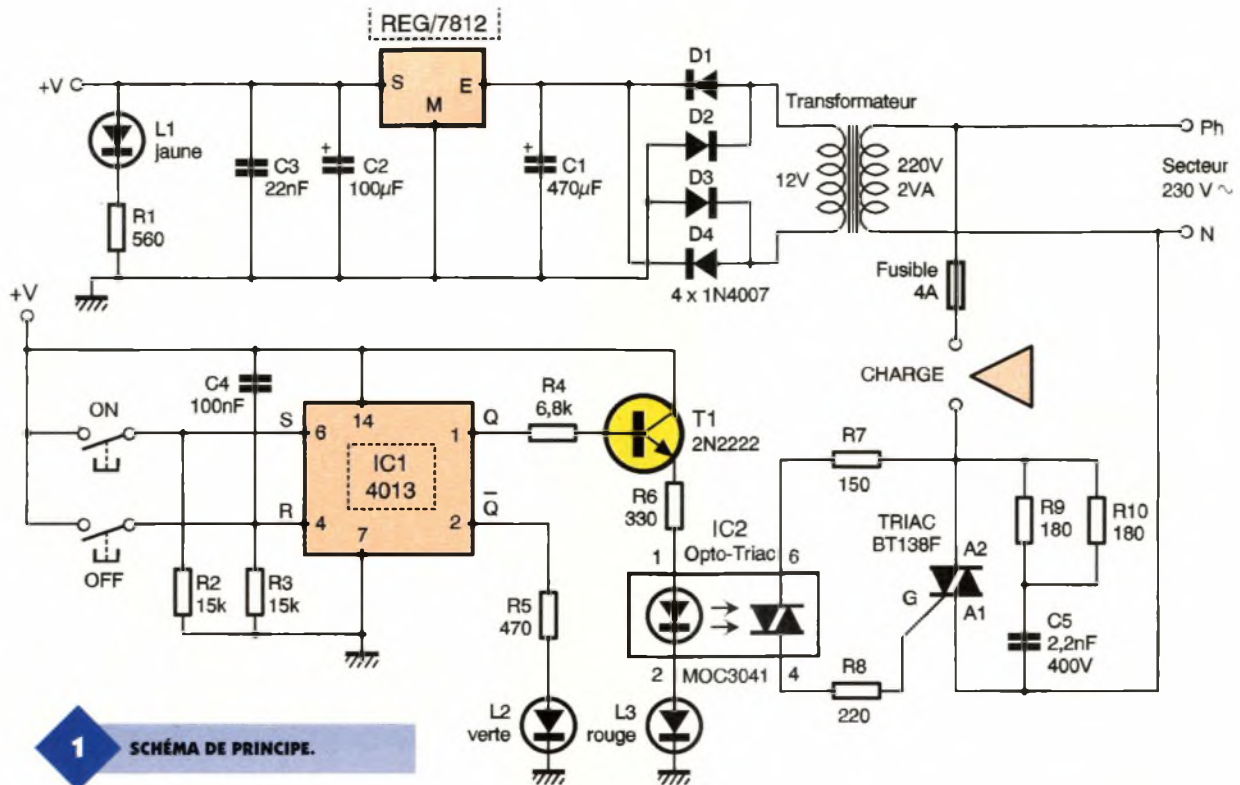 REG/7812
+V
S
E
M
L1
jaune
R1
560
C3
22nF
+
C2
100µF
+
C1
470µF
D1
D2
D3
D4
4 x 1N4007
Transformateur
12V
220V
2VA
Ph
Secteur
230 V ~
N
Fusible
4A
CHARGE
+V
ON
OFF
C4
100nF
R2
15k
R3
15k
S
R
6
4
14
7
1
2
IC1
4013
Q
Q̅
R4
6,8k
T1
2N2222
R6
330
R5
470
L2
verte
L3
rouge
IC2
Opto-Triac
1
6
2
4
MOC3041
R7
150
R8
220
TRIAC
BT138F
A2
G
A1
R9
180
R10
180
C5
2,2nF
400V
1
SCHÉMA DE PRINCIPE.